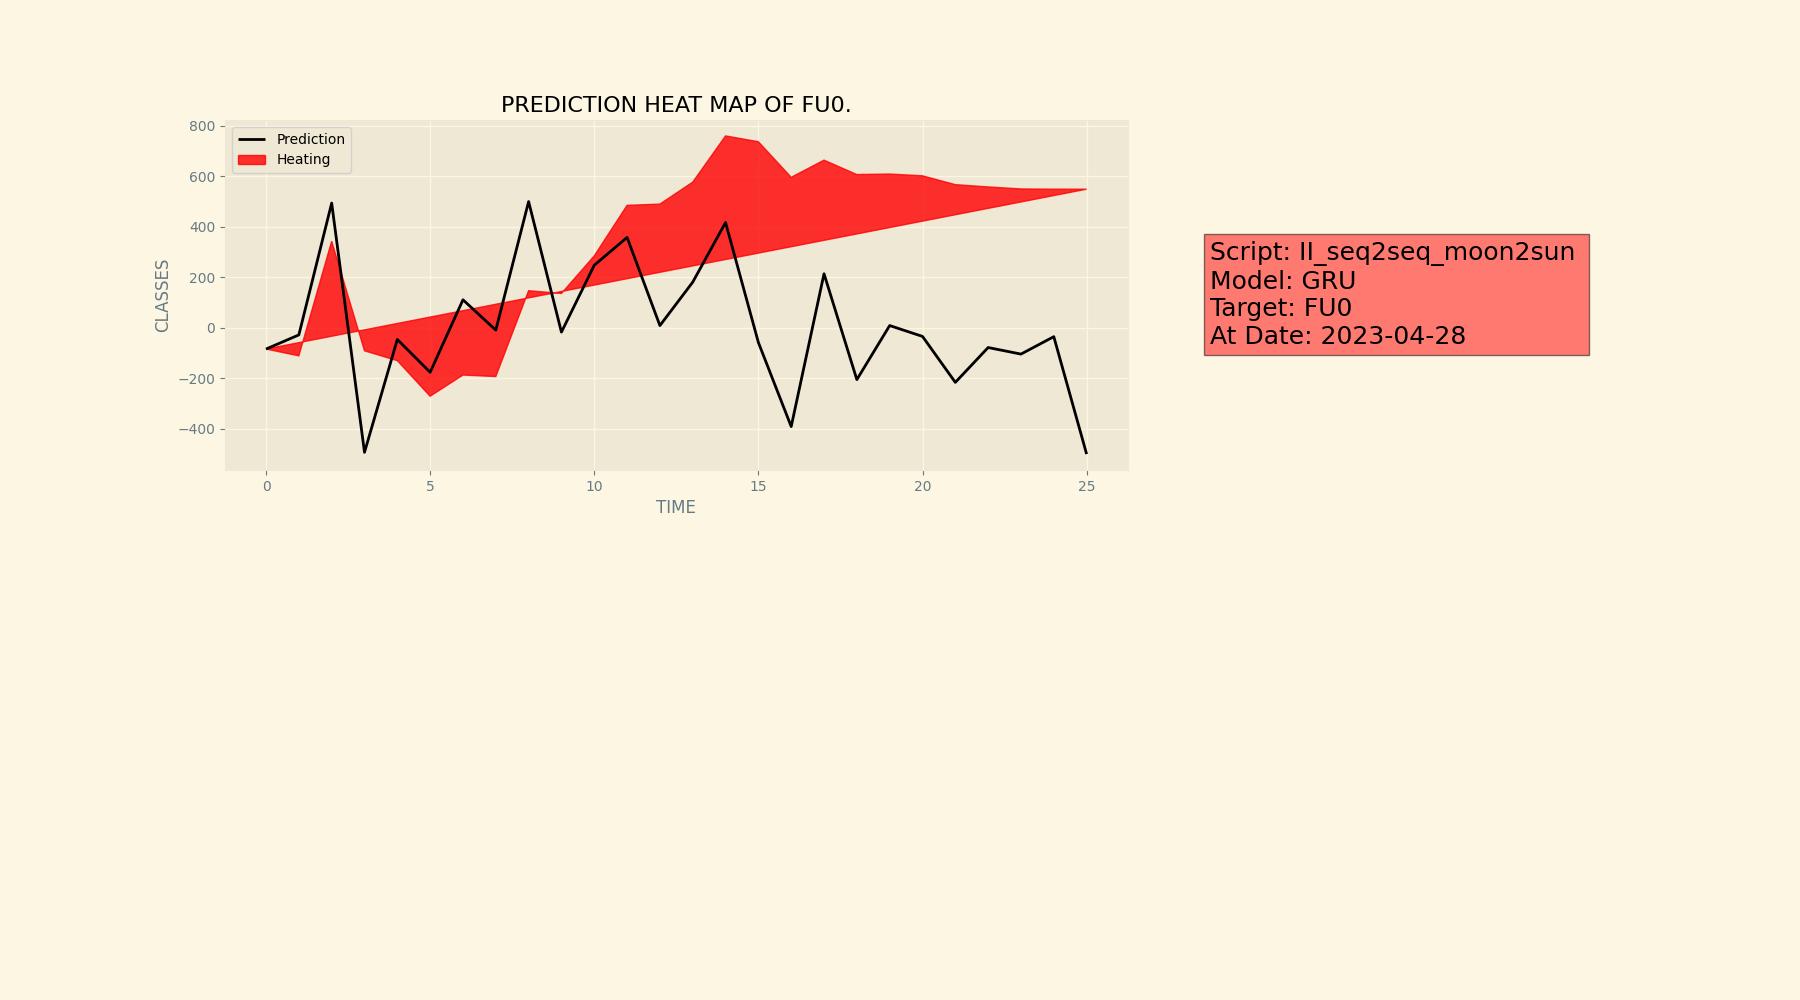 PREDICTION HEAT MAP OF FU0.
Prediction
Heating
800
600
400
200
0
−200
−400
CLASSES
0 5 10 15 20 25
TIME
Script: II_seq2seq_moon2sun
Model: GRU
Target: FU0
At Date: 2023-04-28